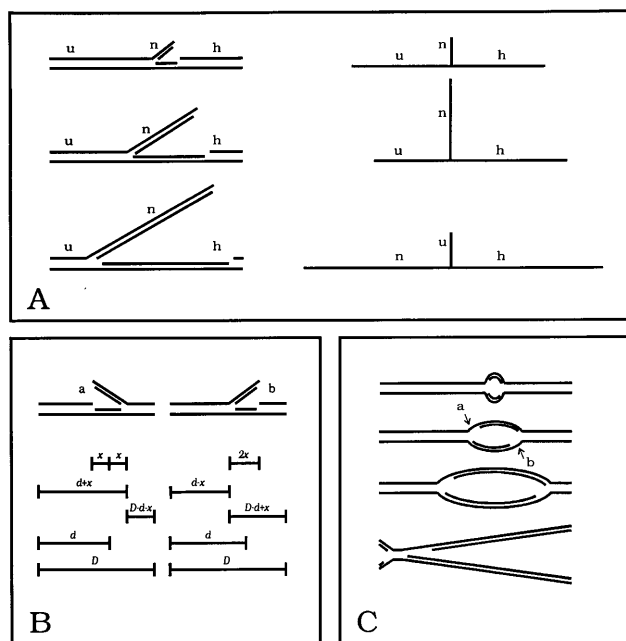 u n h
n
u h
u n h
n
u h
u n h
u
n h
A
a b
x x 2x
d+x d-x
D-d-x D-d+x
d d
D D
B
a
b
C